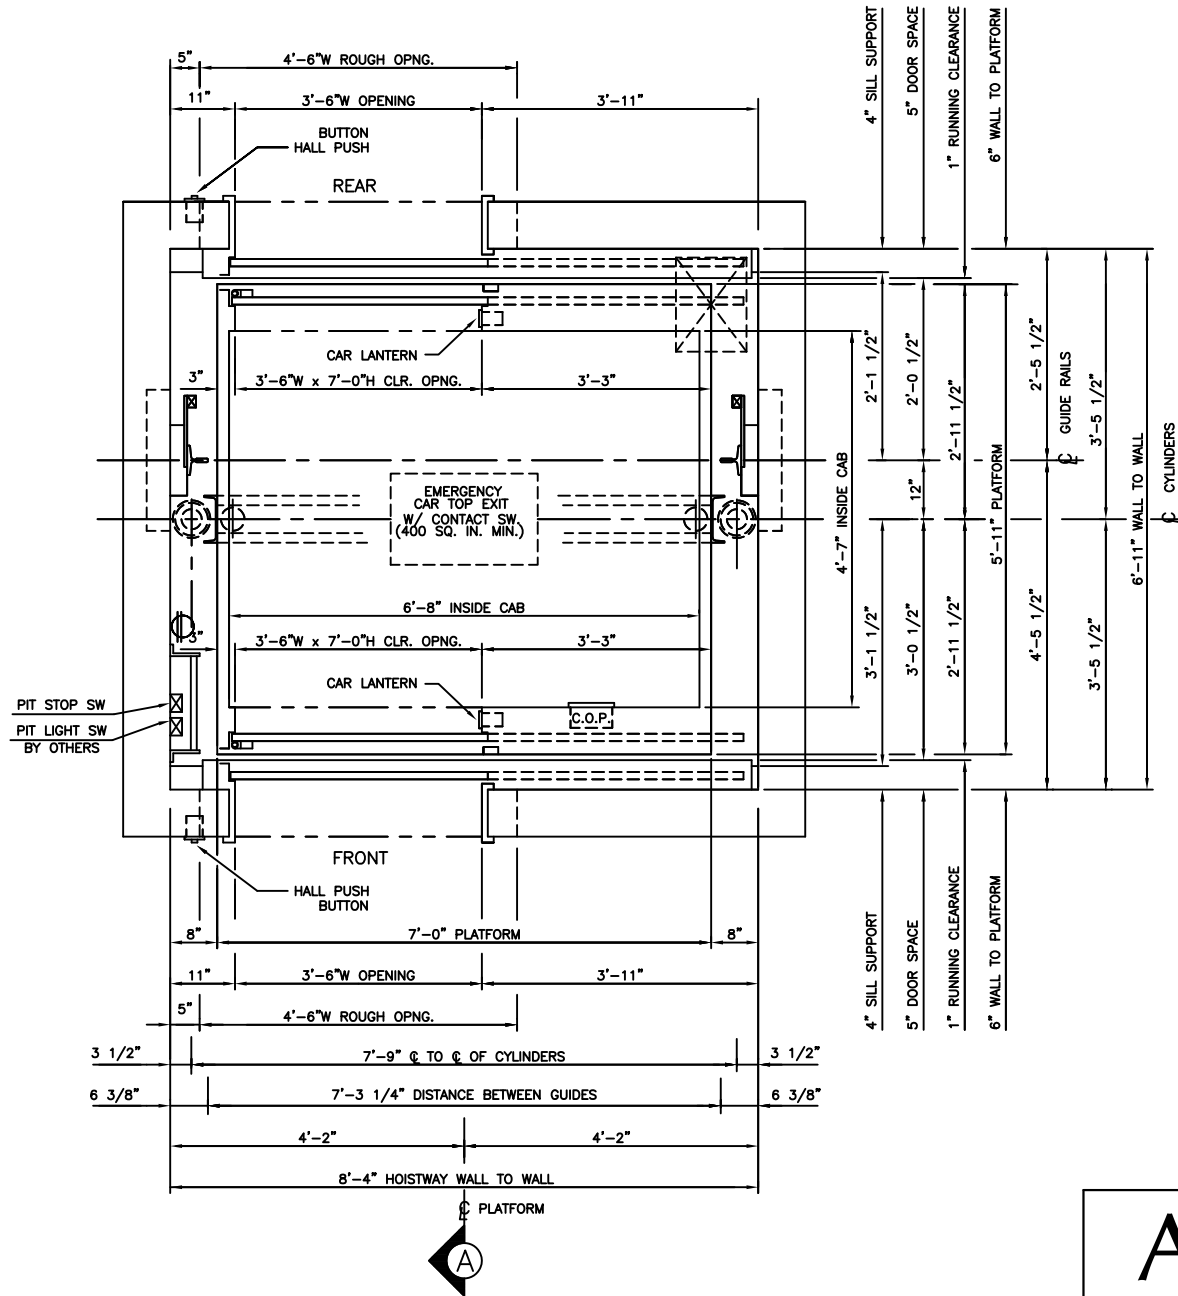 5"
4'-6"W ROUGH OPNG.
11"
3'-6"W OPENING
3'-11"
BUTTON
HALL PUSH
REAR
4" SILL SUPPORT
5" DOOR SPACE
1" RUNNING CLEARANCE
6" WALL TO PLATFORM
CAR LANTERN
3"
3'-6"W x 7'-0"H CLR. OPNG.
3'-3"
2'-1 1/2"
2'-0 1/2"
2'-11 1/2"
2'-5 1/2"
℄ GUIDE RAILS
3'-5 1/2"
℄ CYLINDERS
EMERGENCY
CAR TOP EXIT
W/ CONTACT SW.
(400 SQ. IN. MIN.)
12"
4'-7" INSIDE CAB
5'-11" PLATFORM
6'-11" WALL TO WALL
6'-8" INSIDE CAB
3"
3'-6"W x 7'-0"H CLR. OPNG.
3'-3"
3'-1 1/2"
3'-0 1/2"
2'-11 1/2"
4'-5 1/2"
3'-5 1/2"
CAR LANTERN
C.O.P.
PIT STOP SW
PIT LIGHT SW
BY OTHERS
FRONT
HALL PUSH
BUTTON
4" SILL SUPPORT
5" DOOR SPACE
1" RUNNING CLEARANCE
6" WALL TO PLATFORM
8"
7'-0" PLATFORM
8"
11"
3'-6"W OPENING
3'-11"
5"
4'-6"W ROUGH OPNG.
3 1/2"
7'-9" ℄ TO ℄ OF CYLINDERS
3 1/2"
6 3/8"
7'-3 1/4" DISTANCE BETWEEN GUIDES
6 3/8"
4'-2"
4'-2"
8'-4" HOISTWAY WALL TO WALL
℄ PLATFORM
A
A